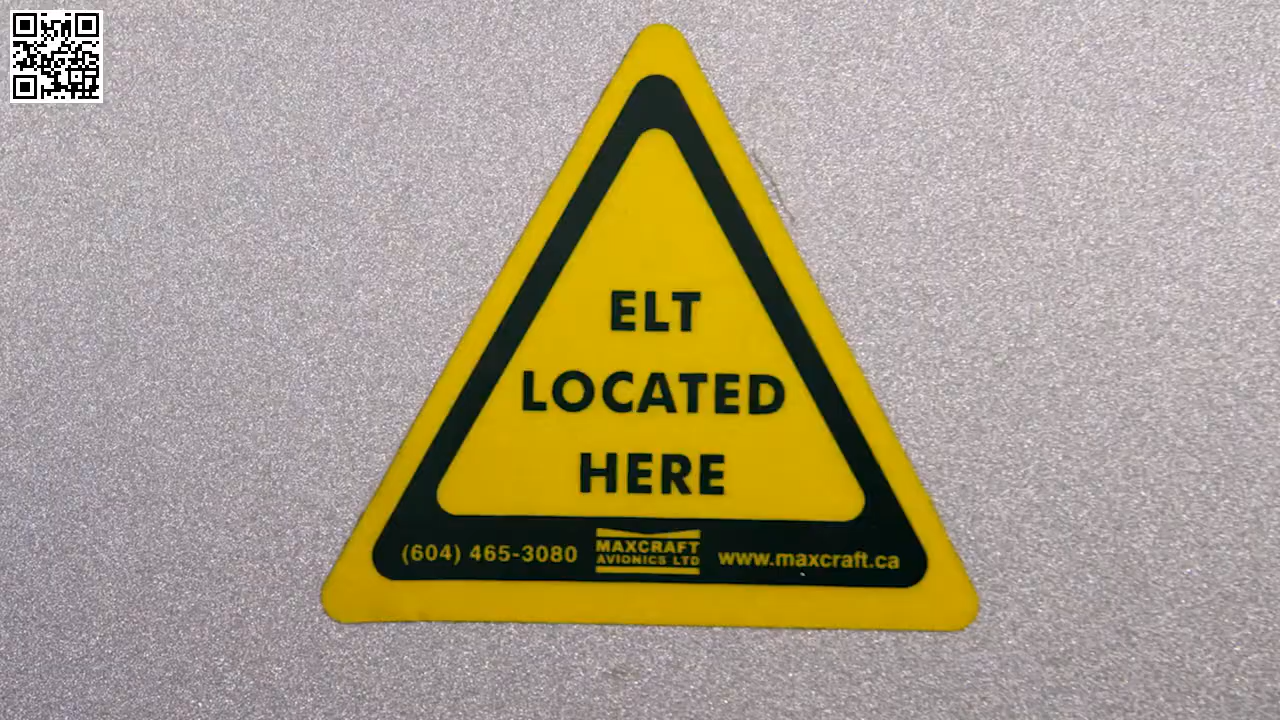 ELT
LOCATED
HERE
(604) 465-3080
MAXCRAFT
AVIONICS LTD
www.maxcraft.ca